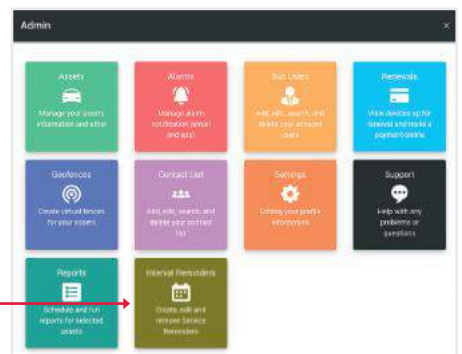 Admin ×
Assets
Manage your assets
information and other
Alarms
Manage alarm
notification (email
and app)
Sub Users
Add, edit, search, and
delete your account
users
Renewals
View devices up for
renewal and make a
payment online
Geofences
Create virtual fences
for your assets
Contact List
Add, edit, search, and
delete your contact
list
Settings
Editing your profile
information
Support
Help with any
problems or
questions
Reports
Schedule and run
reports for selected
assets
Interval Reminders
Create, edit and
remove Service
Reminders